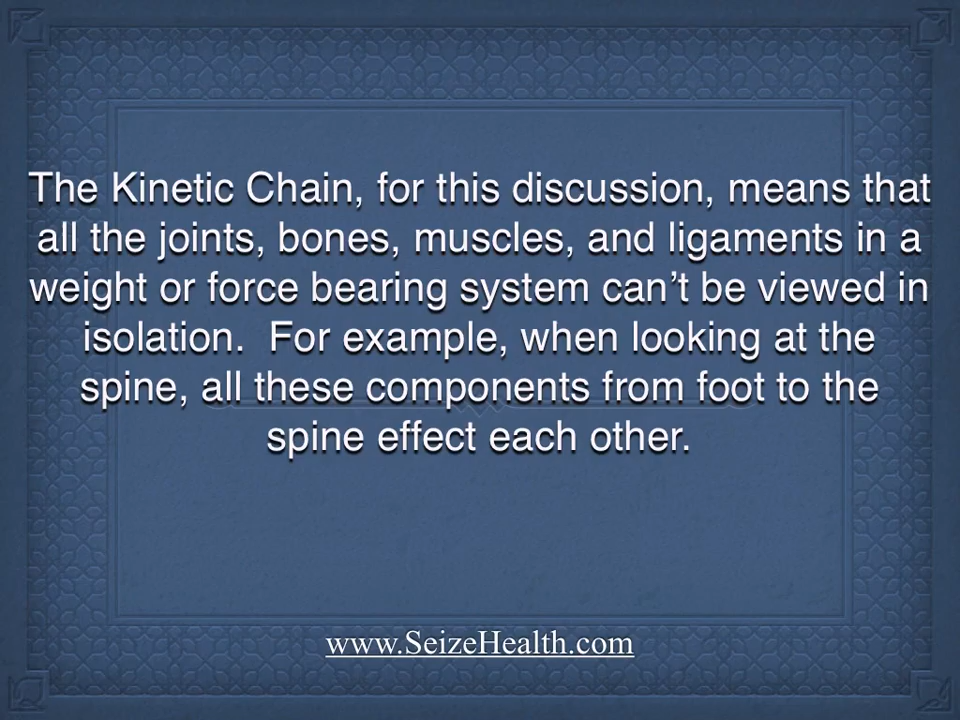 The Kinetic Chain, for this discussion, means that
all the joints, bones, muscles, and ligaments in a
weight or force bearing system can’t be viewed in
isolation.  For example, when looking at the
spine, all these components from foot to the
spine effect each other.
www.SeizeHealth.com